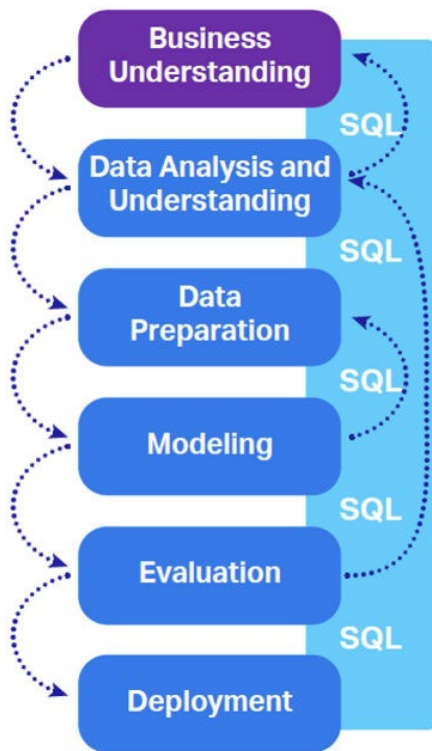 Business
Understanding
SQL
Data Analysis and
Understanding
SQL
Data
Preparation
SQL
Modeling
SQL
Evaluation
SQL
Deployment